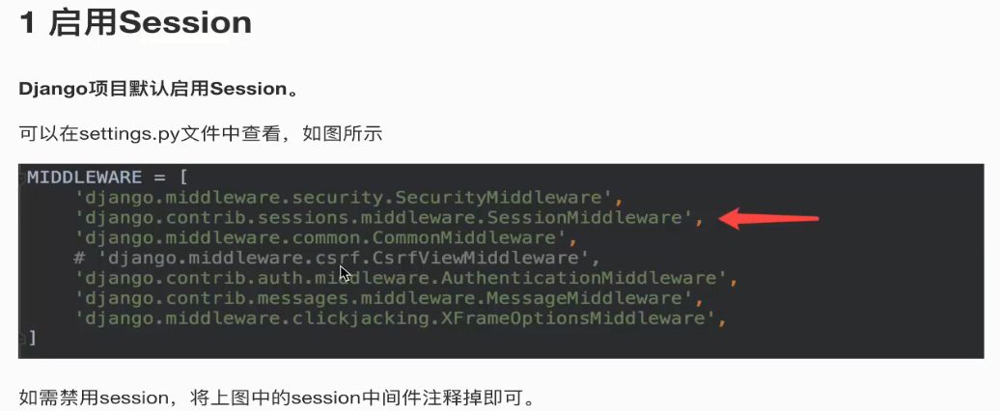 1 启用Session
Django项目默认启用Session。
可以在settings.py文件中查看，如图所示
MIDDLEWARE = [
    'django.middleware.security.SecurityMiddleware',
    'django.contrib.sessions.middleware.SessionMiddleware',
    'django.middleware.common.CommonMiddleware',
    # 'django.middleware.csrf.CsrfViewMiddleware',
    'django.contrib.auth.middleware.AuthenticationMiddleware',
    'django.contrib.messages.middleware.MessageMiddleware',
    'django.middleware.clickjacking.XFrameOptionsMiddleware',
]
如需禁用session，将上图中的session中间件注释掉即可。